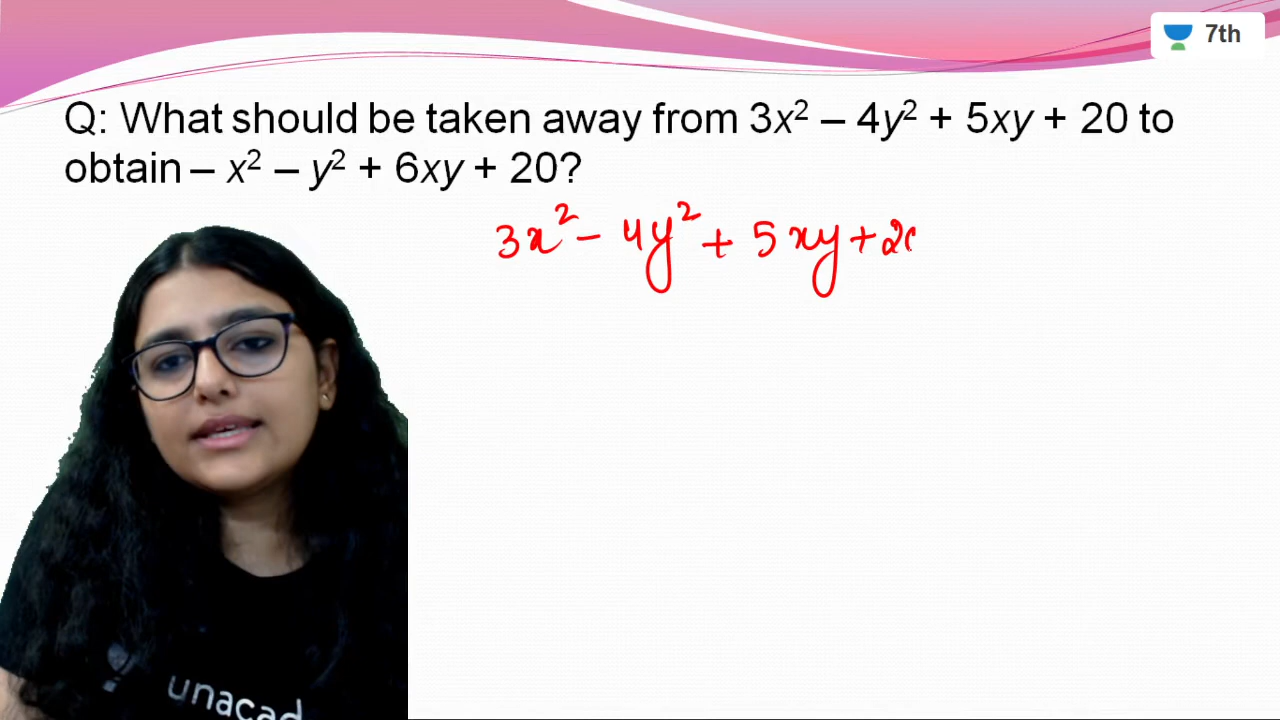 7th
Q: What should be taken away from 3x² – 4y² + 5xy + 20 to
obtain – x² – y² + 6xy + 20?
3x² - 4y² + 5xy + 20
unacad